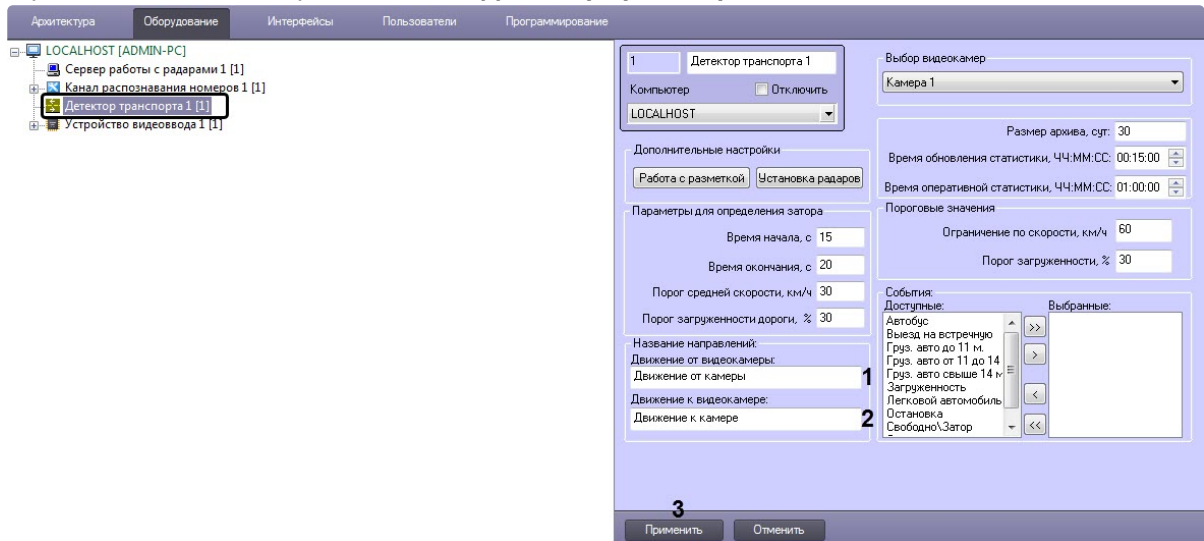 Архитектура Оборудование Интерфейсы Пользователи Программирование
LOCALHOST [ADMIN-PC]
Сервер работы с радарами 1 [1]
Канал распознавания номеров 1 [1]
Детектор транспорта 1 [1]
Устройство видеоввода 1 [1]
1 Детектор транспорта 1
Компьютер Отключить
LOCALHOST
Дополнительные настройки
Работа с разметкой Установка радаров
Параметры для определения затора
Время начала, с 15
Время окончания, с 20
Порог средней скорости, км/ч 30
Порог загруженности дороги, % 30
Название направлений:
Движение от видеокамеры:
Движение от камеры 1
Движение к видеокамере:
Движение к камере 2
Выбор видеокамер
Камера 1
Размер архива, сут: 30
Время обновления статистики, ЧЧ:ММ:СС: 00:15:00
Время оперативной статистики, ЧЧ:ММ:СС: 01:00:00
Пороговые значения
Ограничение по скорости, км/ч 60
Порог загруженности, % 30
События:
Доступные: Выбранные:
Автобус
Выезд на встречную
Груз. авто до 11 м.
Груз. авто от 11 до 14
Груз. авто свыше 14 м
Загруженность
Легковой автомобиль
Остановка
Свободно\Затор
>>
>
<
<<
3
Применить Отменить